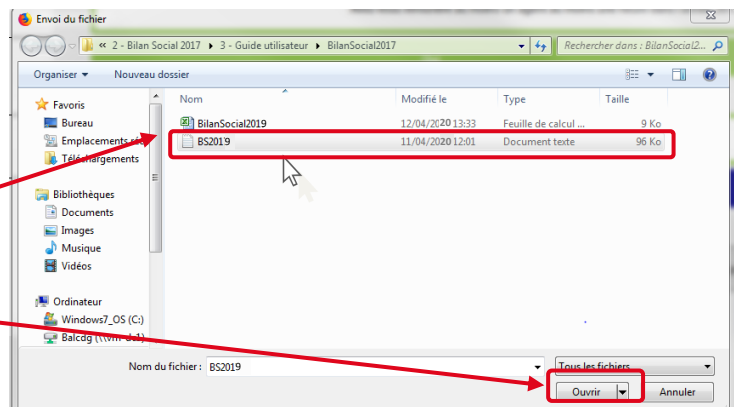 Envoi du fichier
« 2 - Bilan Social 2017 ▸ 3 - Guide utilisateur ▸ BilanSocial2017
Rechercher dans : BilanSocial2...
Organiser ▾ Nouveau dossier
Nom Modifié le Type Taille
Favoris
Bureau
Emplacements
Téléchargements
BilanSocial2019 12/04/2020 13:33 Feuille de calcul ... 9 Ko
BS2019 11/04/2020 12:01 Document texte 96 Ko
Bibliothèques
Documents
Images
Musique
Vidéos
Ordinateur
Windows7_OS (C:)
Balcdg
Nom du fichier : BS2019
Tous les fichiers
Ouvrir Annuler